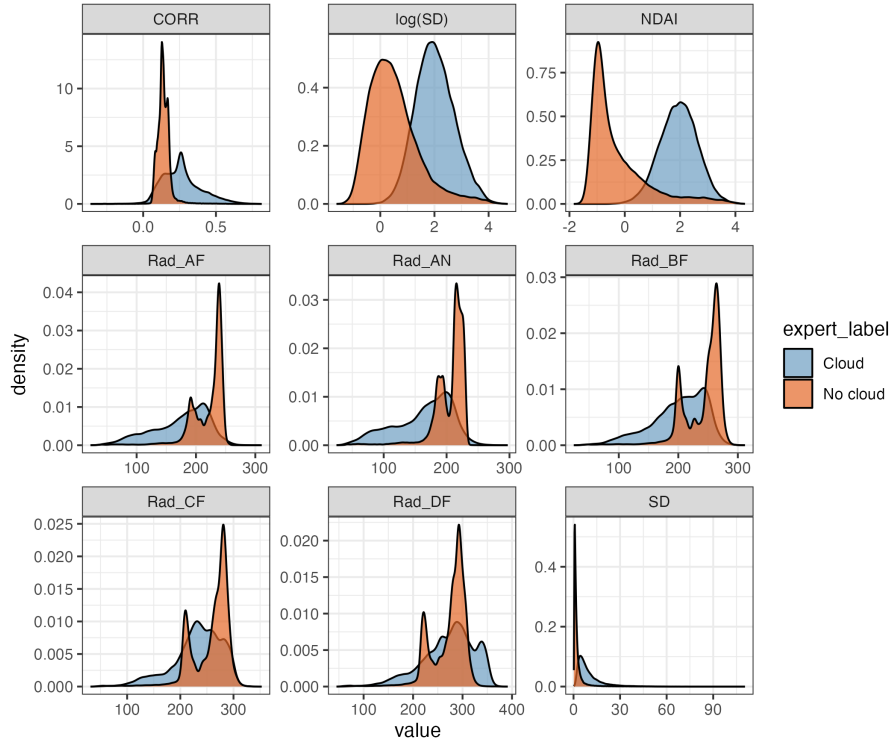 CORR log(SD) NDAI
10
5
0
0.0 0.5
0.4
0.2
0.0
0 2 4
0.75
0.50
0.25
0.00
-2 0 2 4
Rad_AF Rad_AN Rad_BF
0.04
0.03
0.02
0.01
0.00
100 200 300
0.03
0.02
0.01
0.00
100 200 300
0.03
0.02
0.01
0.00
100 200 300
Rad_CF Rad_DF SD
0.025
0.020
0.015
0.010
0.005
0.000
100 200 300
0.020
0.015
0.010
0.005
0.000
100 200 300 400
0.4
0.2
0.0
0 30 60 90
density
value
expert_label
Cloud
No cloud